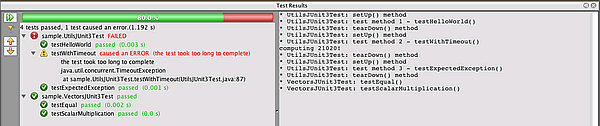 Test Results
80.0 %
4 tests passed, 1 test caused an error.(1.192 s)
sample.UtilsJUnit3Test FAILED
testHelloWorld passed (0.003 s)
testWithTimeout caused an ERROR (the test took too long to complete)
the test took too long to complete
java.util.concurrent.TimeoutException
at sample.UtilsJUnit3Test.testWithTimeout(UtilsJUnit3Test.java:87)
testExpectedException passed (0.001 s)
sample.VectorsJUnit3Test passed
testEqual passed (0.002 s)
testScalarMultiplication passed (0.0 s)
* UtilsJUnit3Test: setUp() method
* UtilsJUnit3Test: test method 1 - testHelloWorld()
* UtilsJUnit3Test: tearDown() method
* UtilsJUnit3Test: setUp() method
* UtilsJUnit3Test: test method 2 - testWithTimeout()
computing 21020!
* UtilsJUnit3Test: tearDown() method
* UtilsJUnit3Test: setUp() method
* UtilsJUnit3Test: test method 3 - testExpectedException()
* UtilsJUnit3Test: tearDown() method
* VectorsJUnit3Test: testEqual()
* VectorsJUnit3Test: testScalarMultiplication()